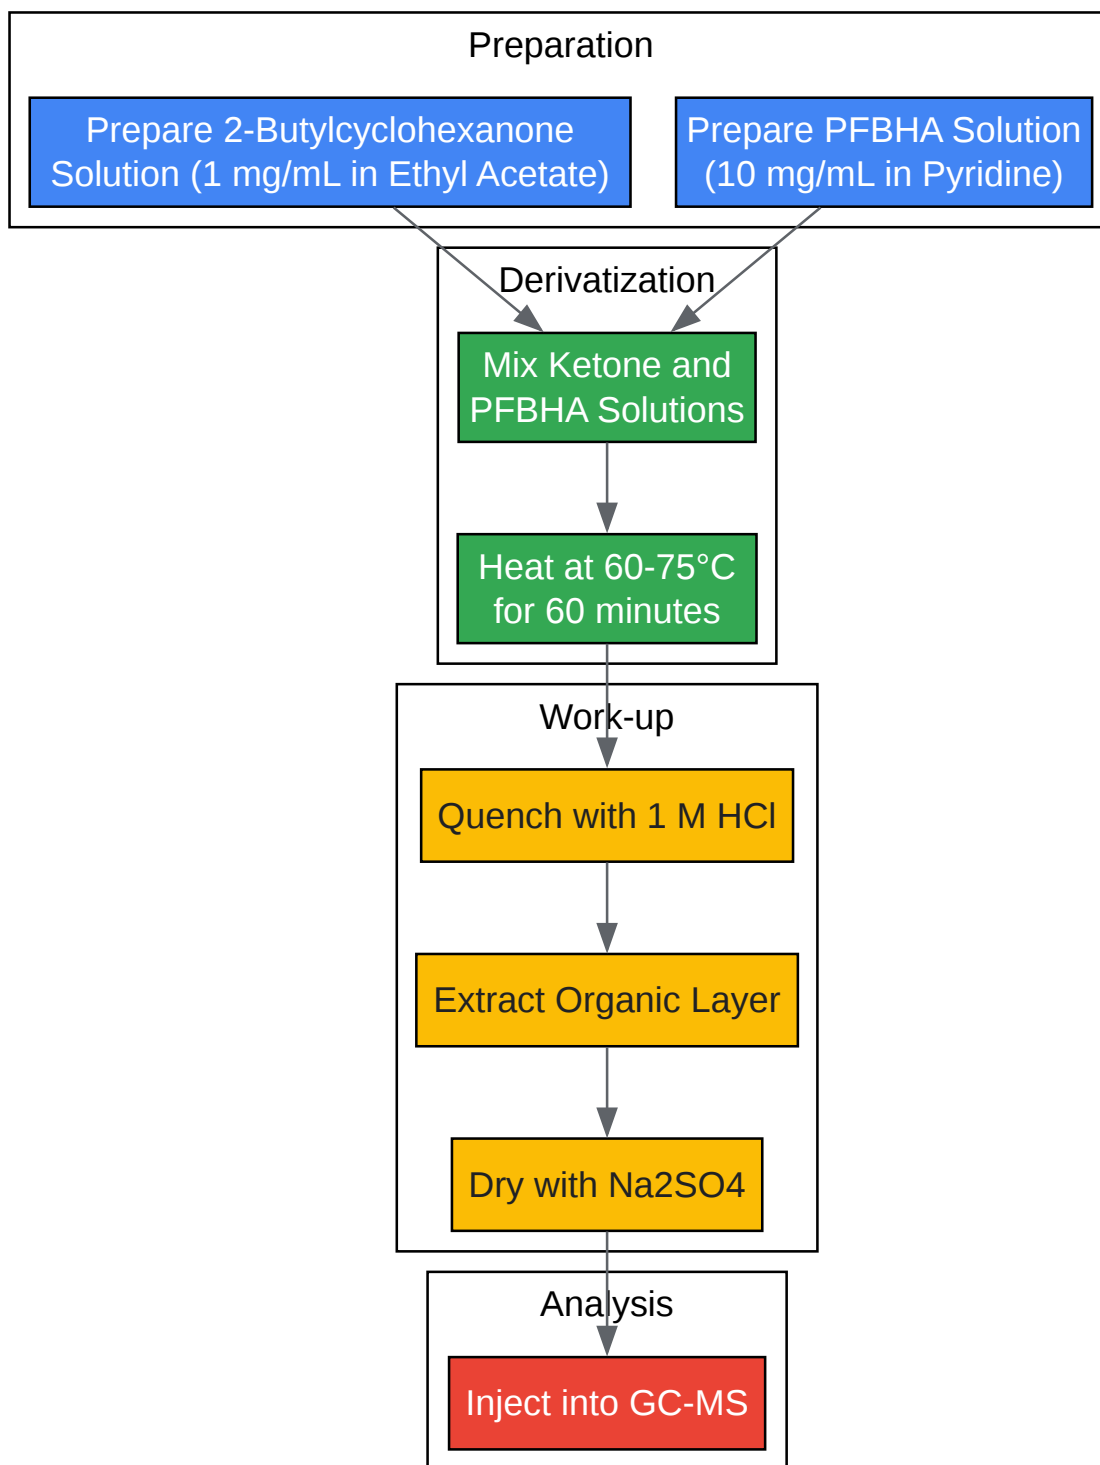 Preparation
Prepare 2-Butylcyclohexanone
Solution (1 mg/mL in Ethyl Acetate)
Prepare PFBHA Solution
(10 mg/mL in Pyridine)
Derivatization
Mix Ketone and
PFBHA Solutions
Heat at 60-75°C
for 60 minutes
Work-up
Quench with 1 M HCl
Extract Organic Layer
Dry with Na2SO4
Analysis
Inject into GC-MS